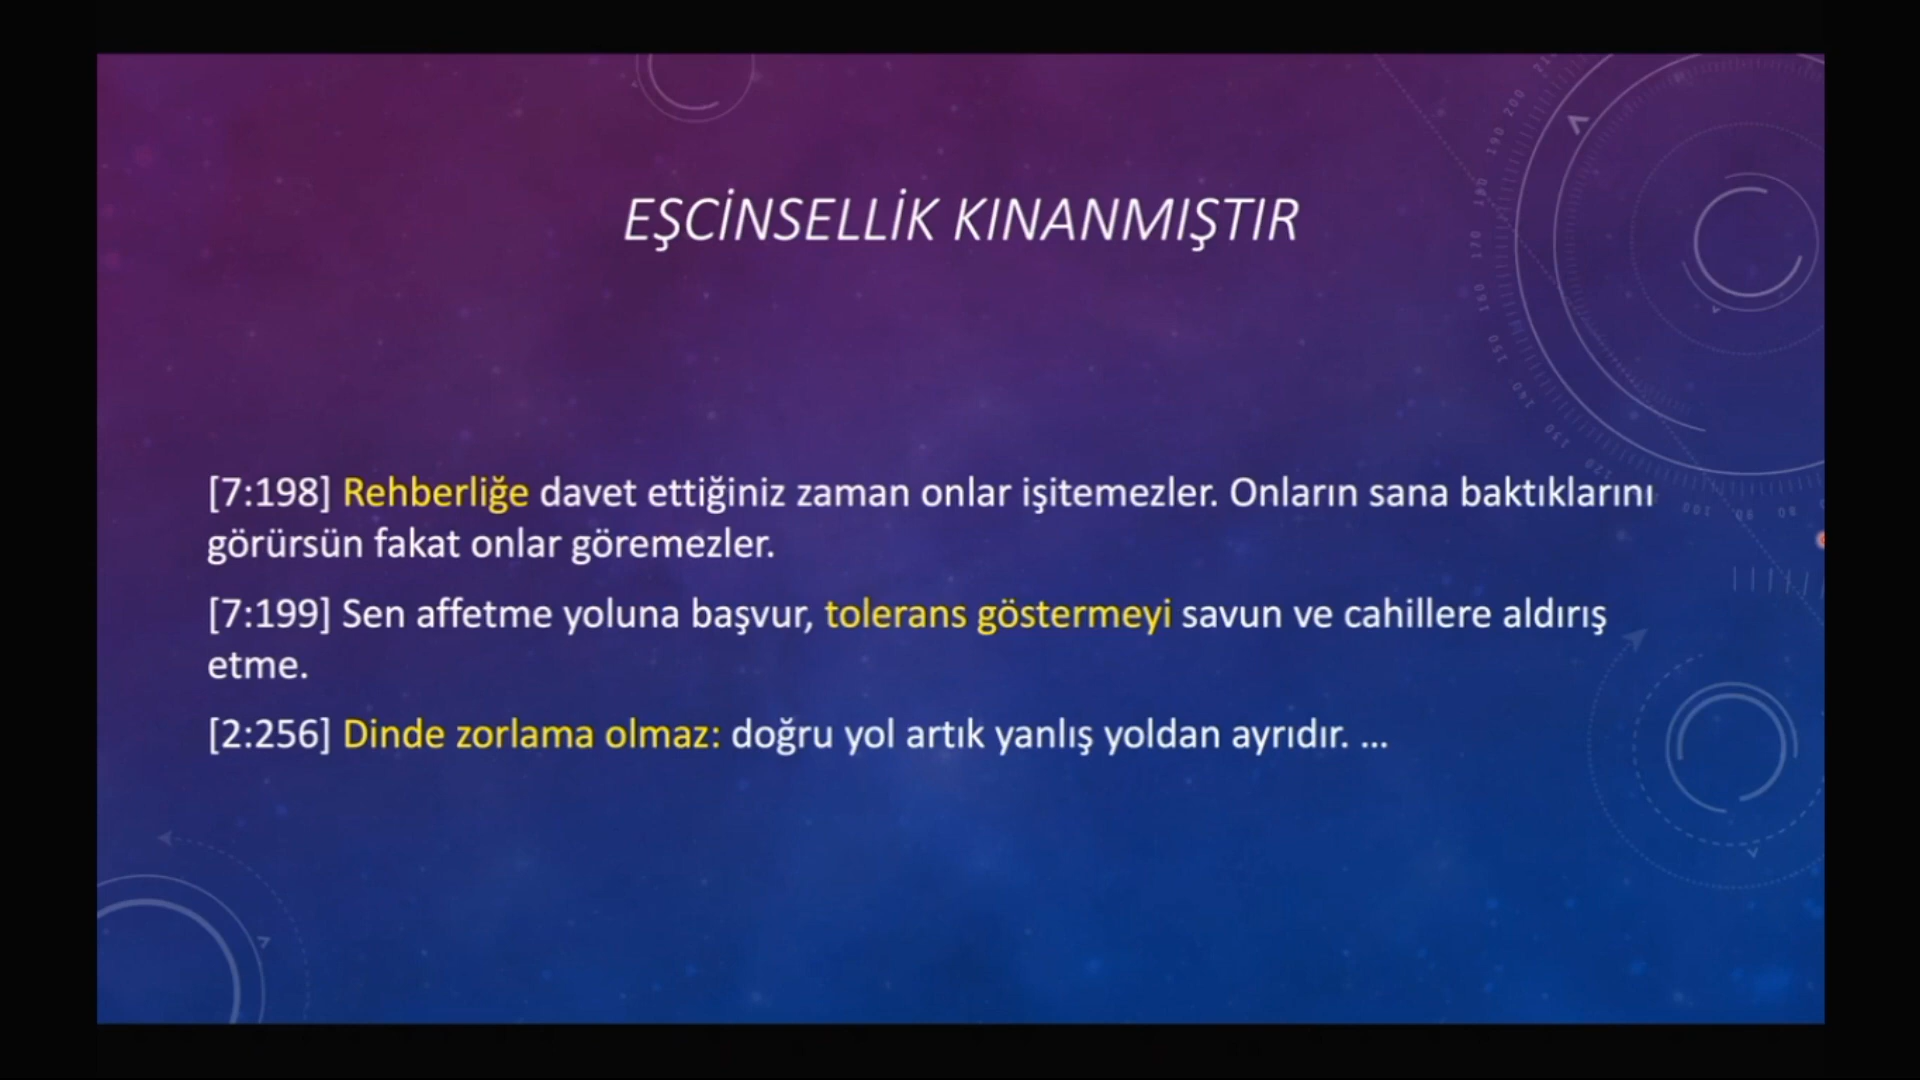 EŞCİNSELLİK KINANMIŞTIR
[7:198] Rehberliğe davet ettiğiniz zaman onlar işitemezler. Onların sana baktıklarını
görürsün fakat onlar göremezler.
[7:199] Sen affetme yoluna başvur, tolerans göstermeyi savun ve cahillere aldırış
etme.
[2:256] Dinde zorlama olmaz: doğru yol artık yanlış yoldan ayrıdır. ...